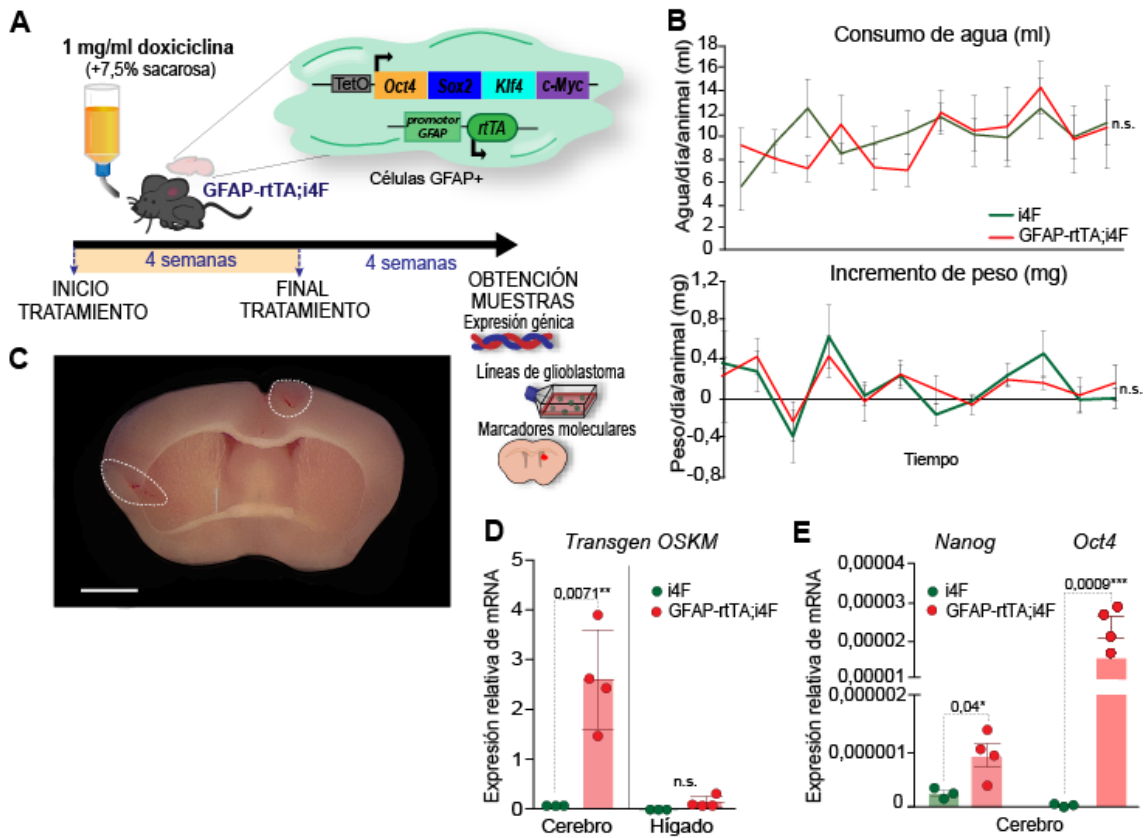 A
1 mg/ml doxiciclina
(+7,5% sacarosa)
TetO Oct4 Sox2 Klf4 c-Myc
promotor
GFAP
rtTA
Células GFAP+
GFAP-rtTA;i4F
4 semanas
4 semanas
INICIO
TRATAMIENTO
FINAL
TRATAMIENTO
OBTENCIÓN
MUESTRAS
Expresión génica
Líneas de glioblastoma
Marcadores moleculares
B
Consumo de agua (ml)
Agua/día/animal (ml)
18
16
14
12
10
8
6
4
2
0
n.s.
i4F
GFAP-rtTA;i4F
Incremento de peso (mg)
Peso/día/animal (mg)
1,2
0,8
0,4
0
-0,4
-0,8
n.s.
Tiempo
C
D
Transgen OSKM
Expresión relativa de mRNA
5
4
3
2
1
0
0,0071**
i4F
GFAP-rtTA;i4F
n.s.
Cerebro
Hígado
E
Nanog
Oct4
Expresión relativa de mRNA
0,00004
0,00003
0,00002
0,00001
0,000002
0,000001
0
i4F
GFAP-rtTA;i4F
0,0009***
0,04*
Cerebro